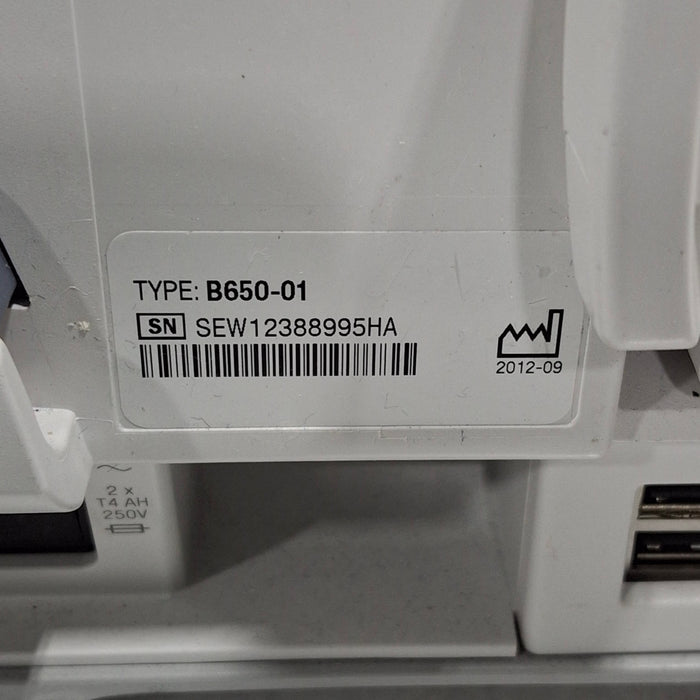 TYPE: B650-01
SN SEW12388995HA
2012-09
2 x
T4 AH
250V